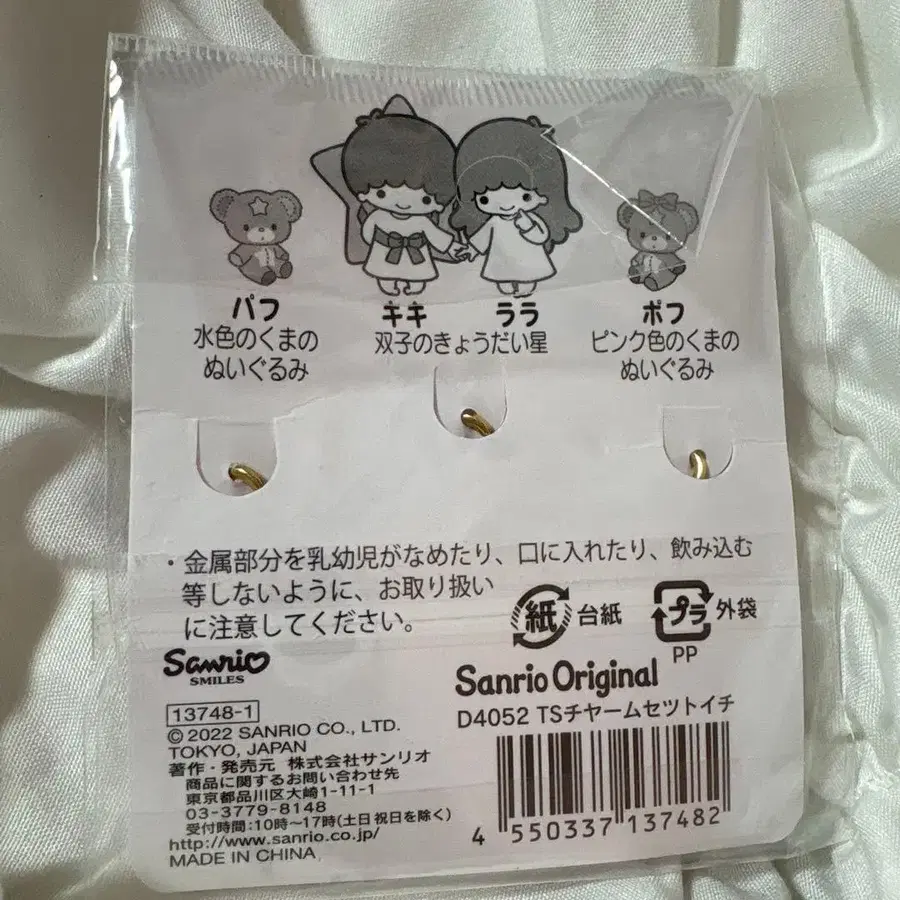 パフ
水色のくまの
ぬいぐるみ
キキ ララ
双子のきょうだい星
ポフ
ピンク色のくまの
ぬいぐるみ
・金属部分を乳幼児がなめたり、口に入れたり、飲み込む
等しないように、お取り扱い
に注意してください。
紙 台紙
プラ 外袋
PP
Sanrio
SMILES
13748-1
© 2022 SANRIO CO., LTD.
TOKYO, JAPAN
著作・発売元 株式会社サンリオ
商品に関するお問い合わせ先
東京都品川区大崎1-11-1
03-3779-8148
受付時間:10時～17時(土日祝日を除く)
http://www.sanrio.co.jp/
MADE IN CHINA
Sanrio Original
D4052 TSチヤームセツトイチ
4 550337 137482